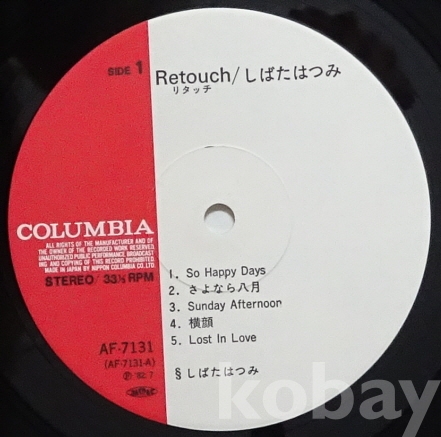 SIDE 1
Retouch/しばたはつみ
リタッチ
COLUMBIA
ALL RIGHTS OF THE MANUFACTURER AND OF
THE OWNER OF THE RECORDED WORK RESERVED
UNAUTHORIZED PUBLIC PERFORMANCE, BROADCAST-
ING AND COPYING OF THIS RECORD PROHIBITED
MADE IN JAPAN BY NIPPON COLUMBIA CO., LTD
STEREO / 33⅓ RPM
1. So Happy Days
2. さよなら八月
3. Sunday Afternoon
4. 横顔
5. Lost In Love
AF-7131
(AF-7131-A)
Ⓟ '82.7
§ しばたはつみ
kobay